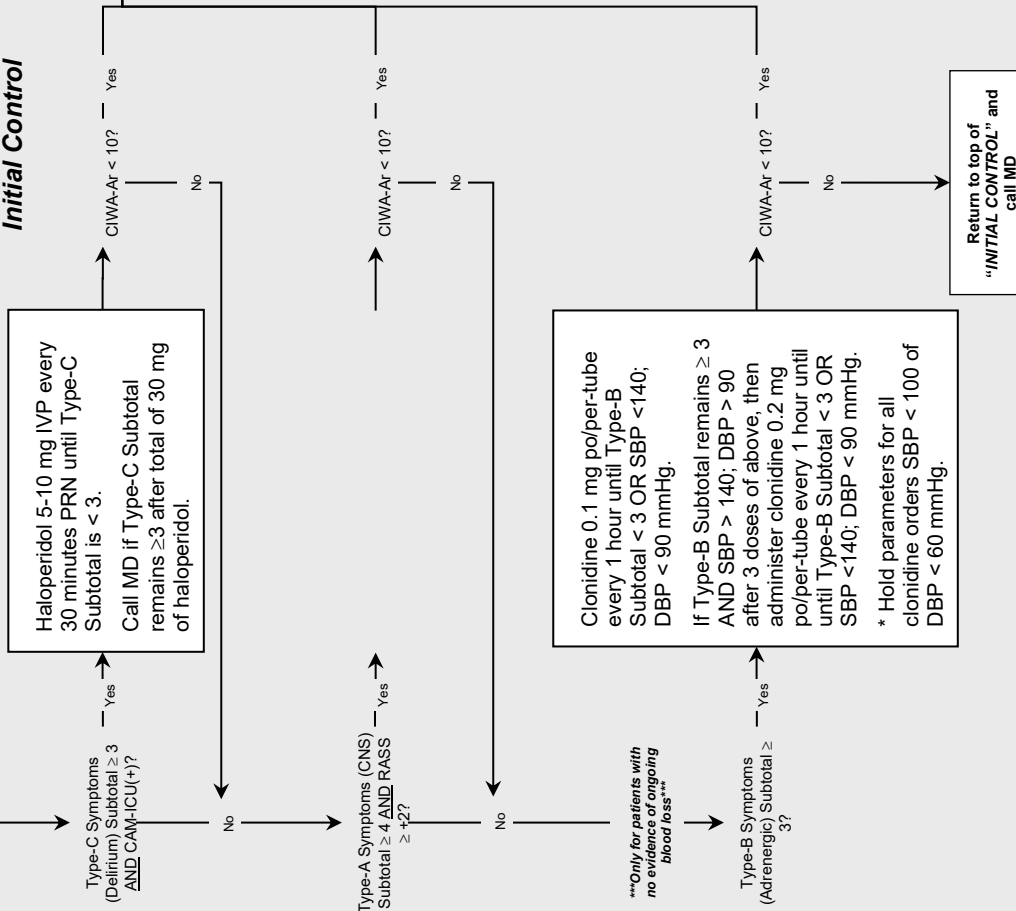 Initial Control
Type-C Symptoms
(Delirium) Subtotal ≥ 3
AND CAM-ICU(+)?
Yes
Haloperidol 5-10 mg IVP every
30 minutes PRN until Type-C
Subtotal is < 3.
Call MD if Type-C Subtotal
remains ≥3 after total of 30 mg
of haloperidol.
CIWA-Ar < 10?
Yes
No
No
Type-A Symptoms (CNS)
Subtotal ≥ 4 AND RASS
≥ +2?
Yes
CIWA-Ar < 10?
Yes
No
No
***Only for patients with
no evidence of ongoing
blood loss***
Type-B Symptoms
(Adrenergic) Subtotal ≥
3?
Yes
Clonidine 0.1 mg po/per-tube
every 1 hour until Type-B
Subtotal < 3 OR SBP <140;
DBP < 90 mmHg.
If Type-B Subtotal remains ≥ 3
AND SBP > 140; DBP > 90
after 3 doses of above, then
administer clonidine 0.2 mg
po/per-tube every 1 hour until
until Type-B Subtotal < 3 OR
SBP <140; DBP < 90 mmHg.
* Hold parameters for all
clonidine orders SBP < 100 of
DBP < 60 mmHg.
CIWA-Ar < 10?
Yes
No
Return to top of
“INITIAL CONTROL” and
call MD